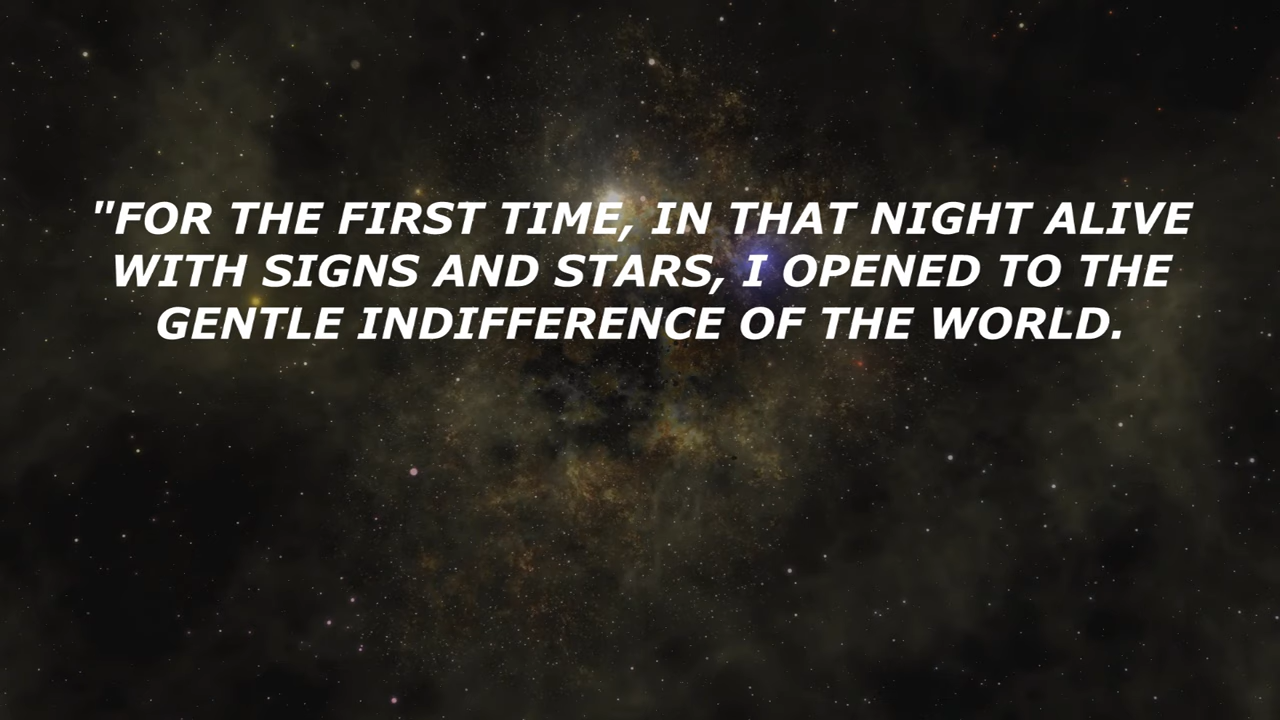 "FOR THE FIRST TIME, IN THAT NIGHT ALIVE
WITH SIGNS AND STARS, I OPENED TO THE
GENTLE INDIFFERENCE OF THE WORLD.